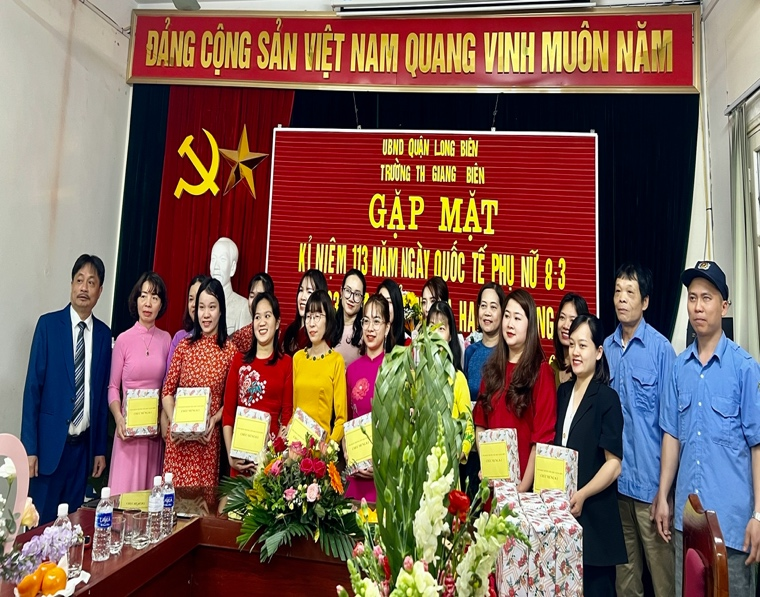 ĐẢNG CỘNG SẢN VIỆT NAM QUANG VINH MUÔN NĂM
UBND QUẬN LONG BIÊN
TRƯỜNG TH GIANG BIÊN
GẶP MẶT
KỈ NIỆM 113 NĂM NGÀY QUỐC TẾ PHỤ NỮ 8-3
HA